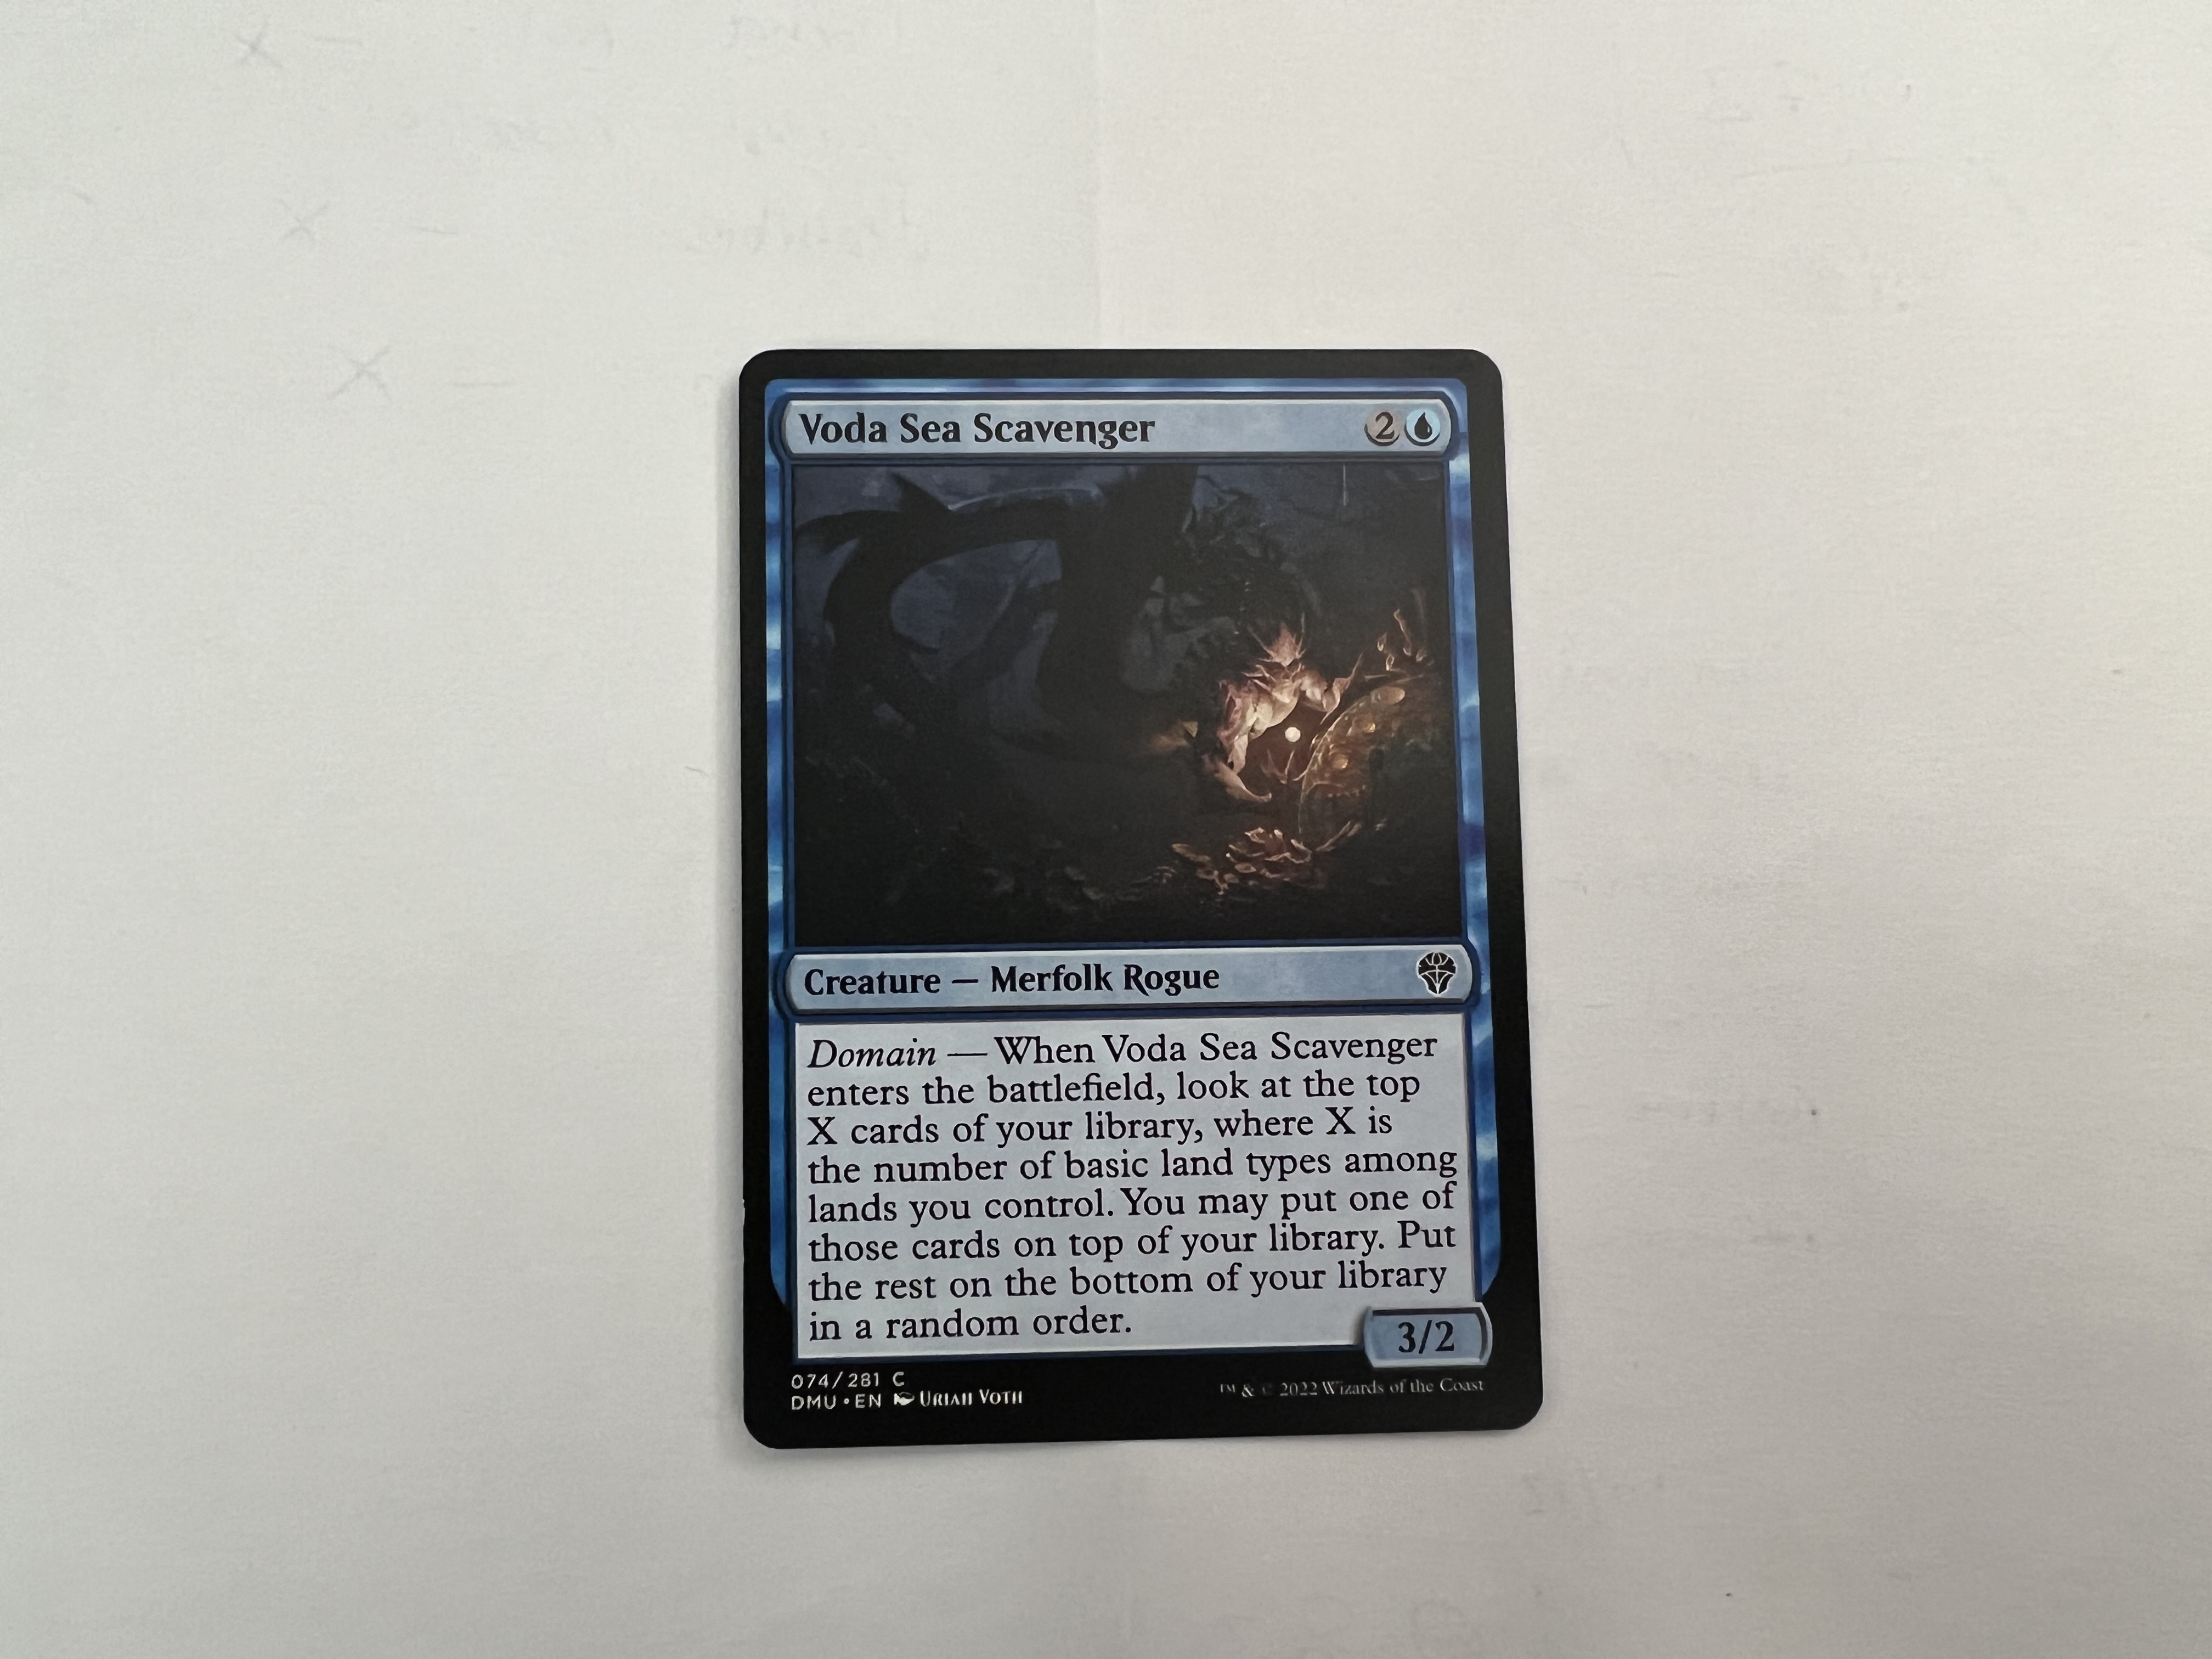 Voda Sea Scavenger 2
Creature — Merfolk Rogue
Domain — When Voda Sea Scavenger
enters the battlefield, look at the top
X cards of your library, where X is
the number of basic land types among
lands you control. You may put one of
those cards on top of your library. Put
the rest on the bottom of your library
in a random order.
3/2
074/281 C
DMU • EN Uriah Voth
™ & © 2022 Wizards of the Coast